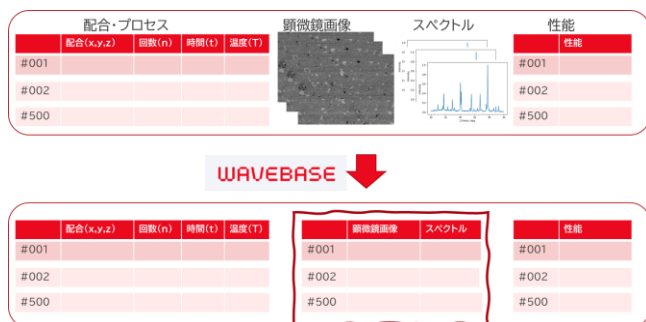 配合・プロセス 顕微鏡画像 スペクトル 性能
配合(x,y,z) 回数(n) 時間(t) 温度(T) 性能
#001 #001
#002 #002
#500 #500
WAVEBASE
配合(x,y,z) 回数(n) 時間(t) 温度(T) 顕微鏡画像 スペクトル 性能
#001 #001 #001
#002 #002 #002
#500 #500 #500